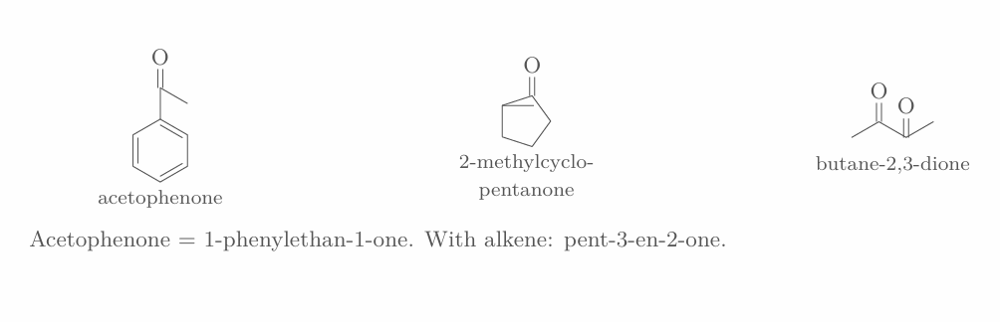 O
O
O
O
acetophenone
2-methylcyclo-
pentanone
butane-2,3-dione
Acetophenone = 1-phenylethan-1-one. With alkene: pent-3-en-2-one.